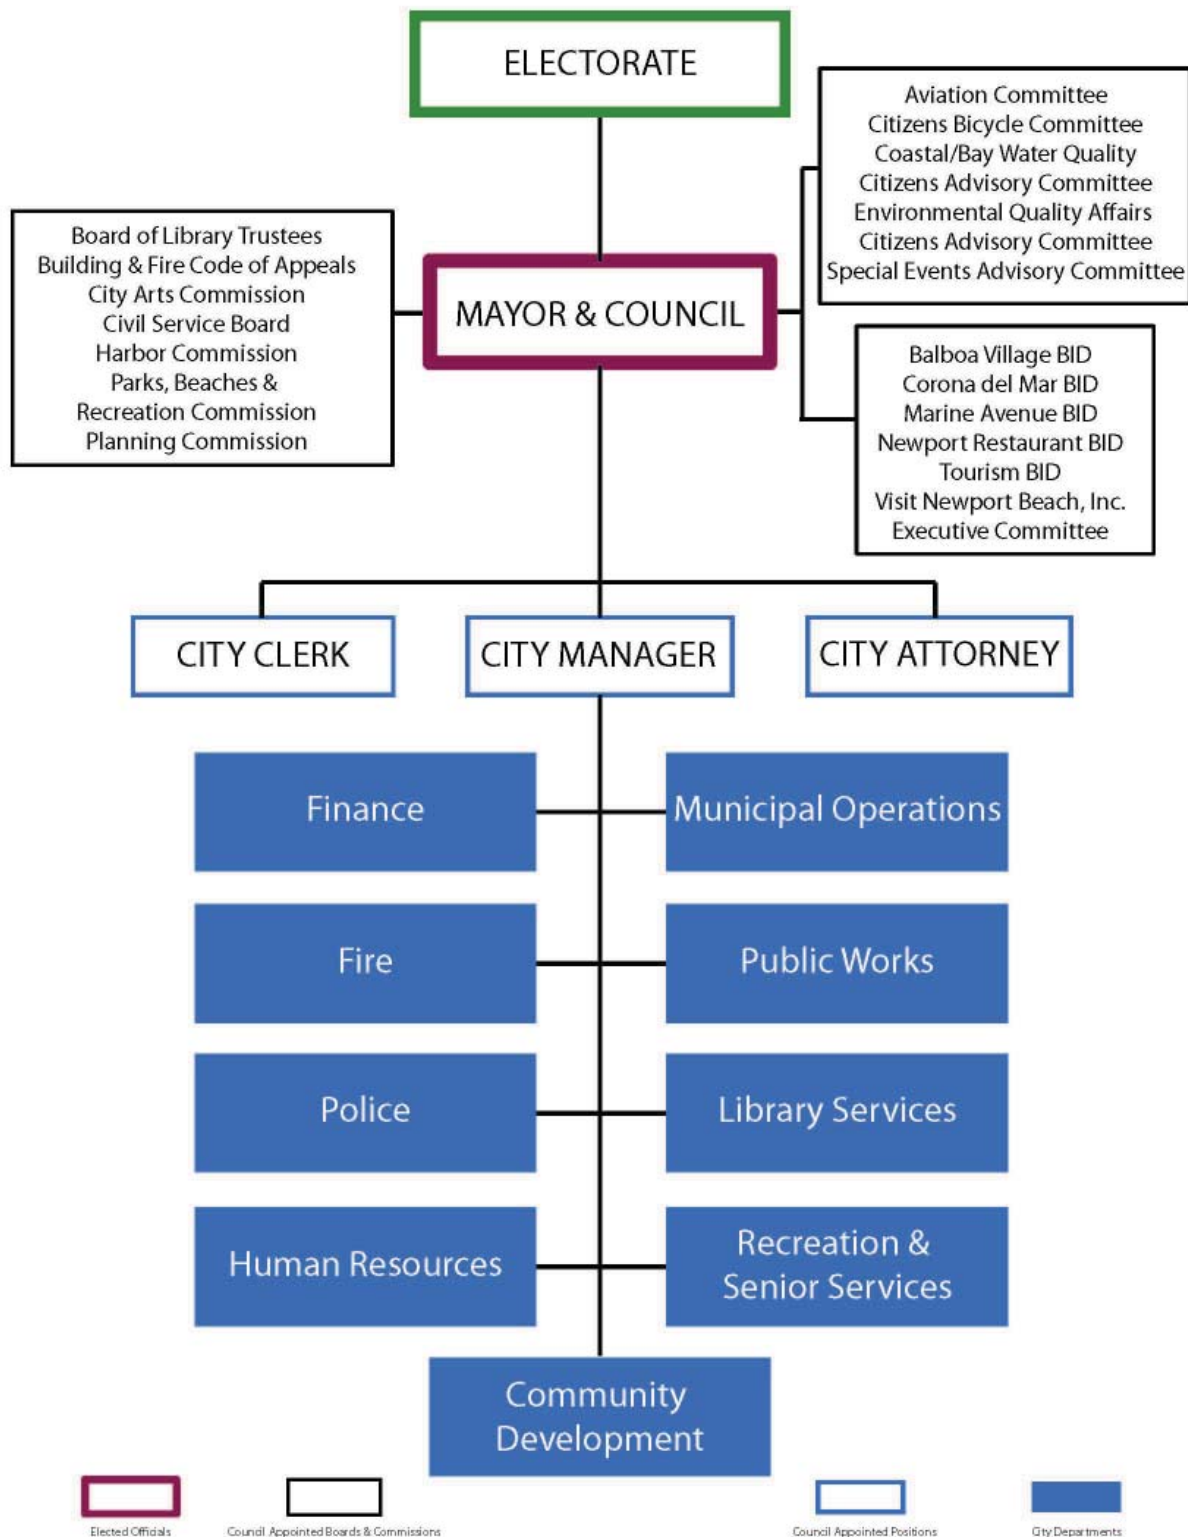 ELECTORATE
Aviation Committee
Citizens Bicycle Committee
Coastal/Bay Water Quality
Citizens Advisory Committee
Environmental Quality Affairs
Citizens Advisory Committee
Special Events Advisory Committee
Board of Library Trustees
Building & Fire Code of Appeals
City Arts Commission
Civil Service Board
Harbor Commission
Parks, Beaches &
Recreation Commission
Planning Commission
MAYOR & COUNCIL
Balboa Village BID
Corona del Mar BID
Marine Avenue BID
Newport Restaurant BID
Tourism BID
Visit Newport Beach, Inc.
Executive Committee
CITY CLERK
CITY MANAGER
CITY ATTORNEY
Finance
Municipal Operations
Fire
Public Works
Police
Library Services
Human Resources
Recreation &
Senior Services
Community
Development
Elected Officials
Council Appointed Boards & Commissions
Council Appointed Positions
City Departments